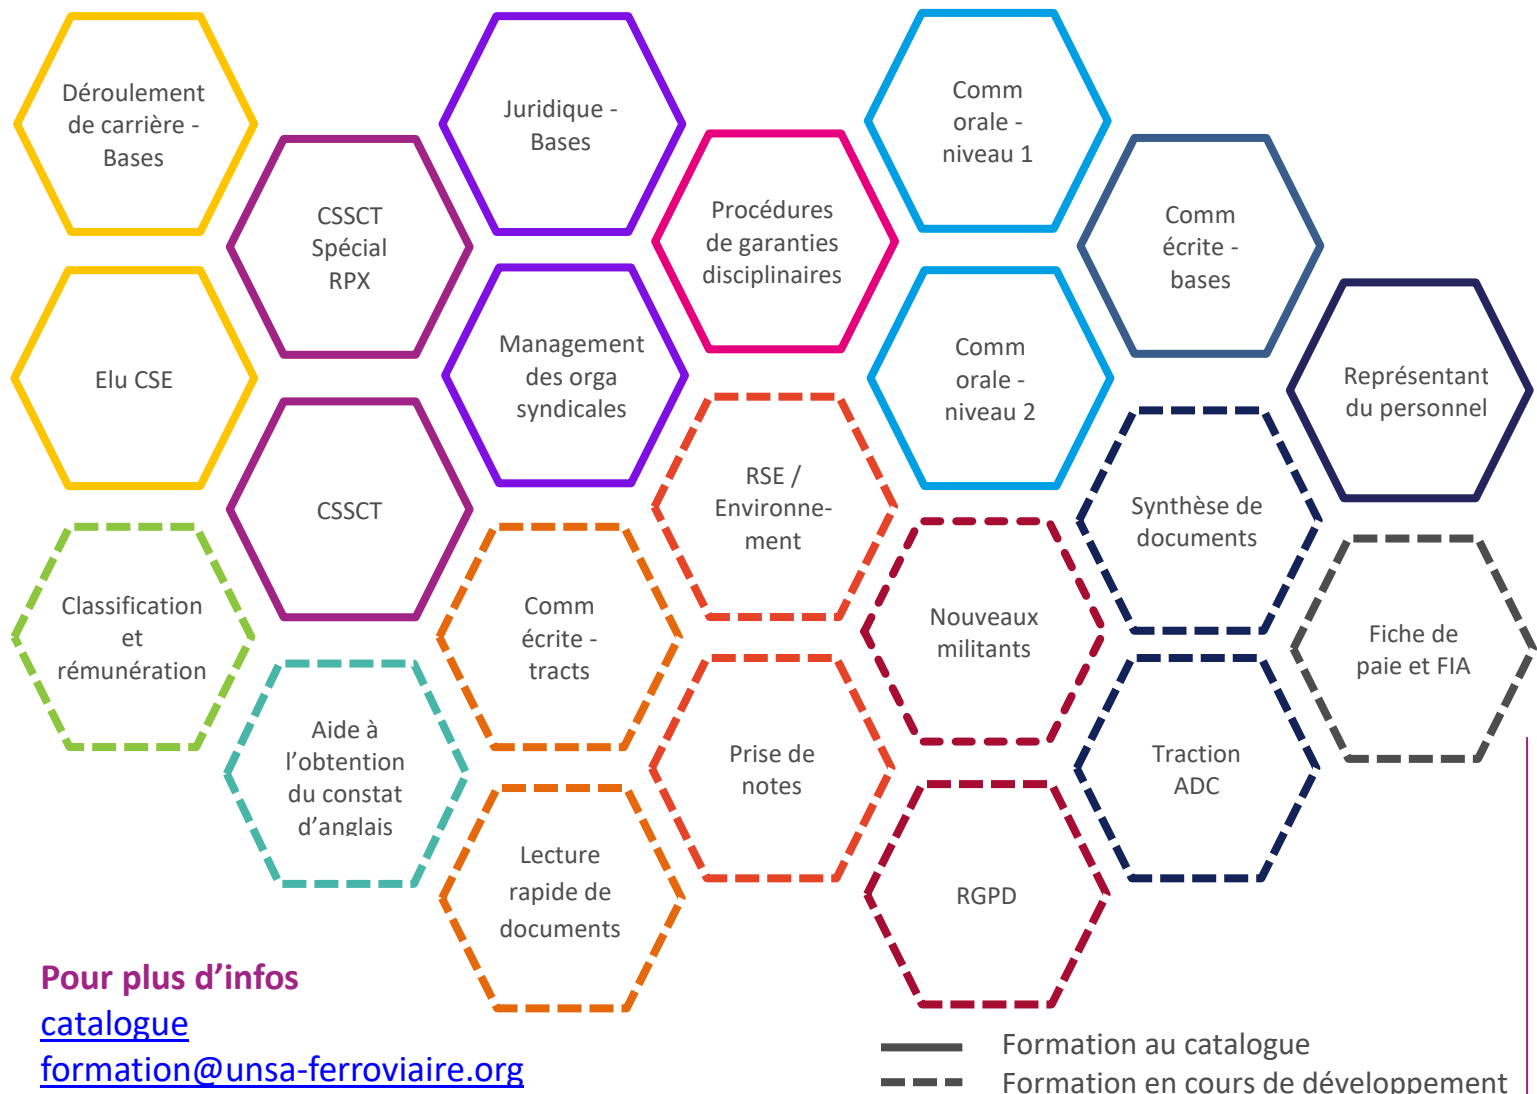 Déroulement
de carrière -
Bases
Juridique -
Bases
Comm
orale -
niveau 1
CSSCT
Spécial
RPX
Procédures
de garanties
disciplinaires
Comm
écrite -
bases
Elu CSE
Management
des orga
syndicales
Comm
orale -
niveau 2
Représentant
du personnel
CSSCT
RSE /
Environne-
ment
Synthèse de
documents
Classification
et
rémunération
Comm
écrite -
tracts
Nouveaux
militants
Fiche de
paie et FIA
Aide à
l’obtention
du constat
d’anglais
Prise de
notes
Traction
ADC
Lecture
rapide de
documents
RGPD
Pour plus d’infos
catalogue
formation@unsa-ferroviaire.org
Formation au catalogue
Formation en cours de développement